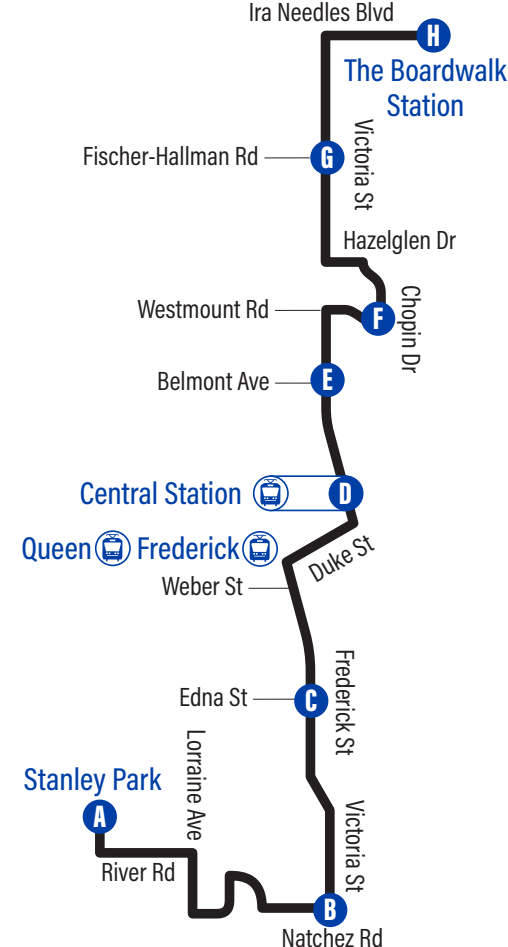 Ira Needles Blvd
H
The Boardwalk
Station
Victoria St
Fischer-Hallman Rd
G
Hazelglen Dr
Chopin Dr
Westmount Rd
F
Belmont Ave
E
Central Station
D
Queen
Frederick
Duke St
Weber St
Frederick St
Edna St
C
Lorraine Ave
Stanley Park
A
Victoria St
River Rd
B
Natchez Rd